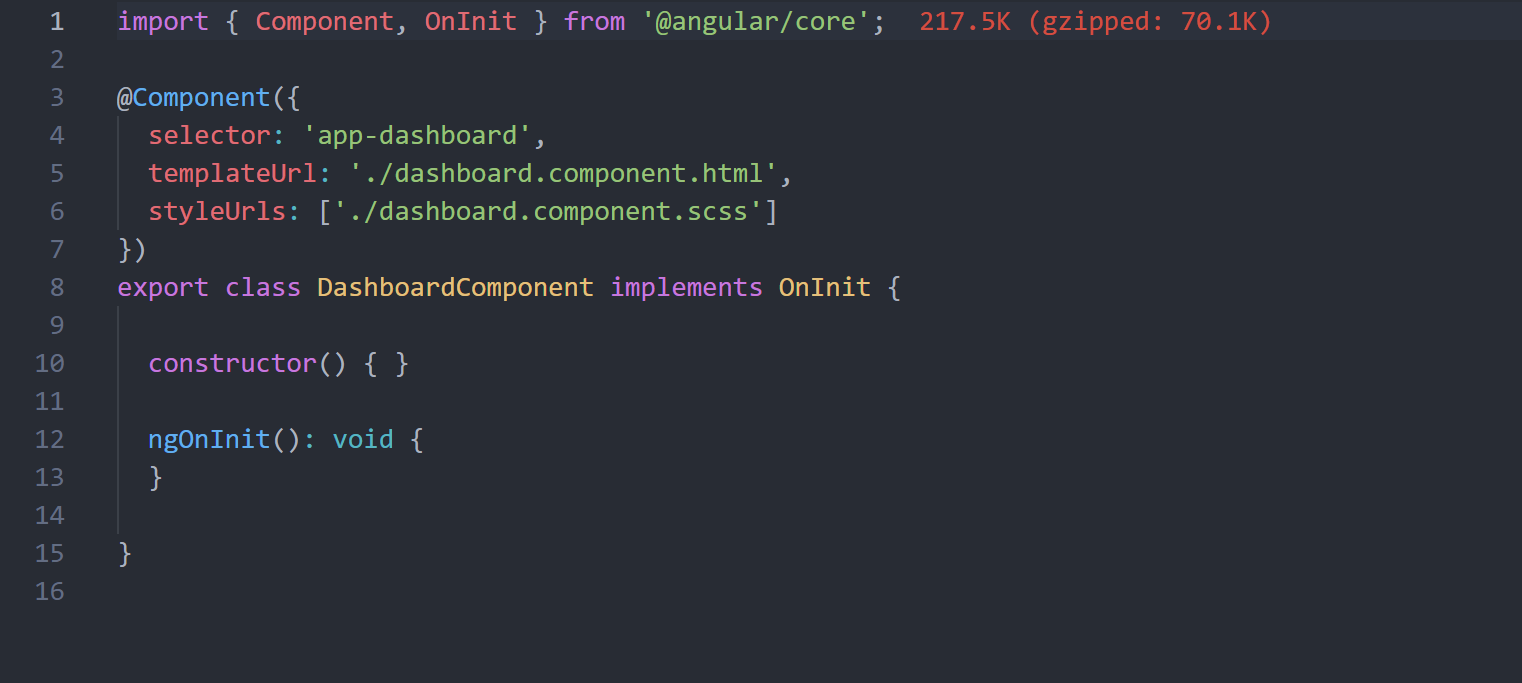 1 import { Component, OnInit } from '@angular/core'; 217.5K (gzipped: 70.1K)
2
3 @Component({
4 selector: 'app-dashboard',
5 templateUrl: './dashboard.component.html',
6 styleUrls: ['./dashboard.component.scss']
7 })
8 export class DashboardComponent implements OnInit {
9
10 constructor() { }
11
12 ngOnInit(): void {
13 }
14
15 }
16